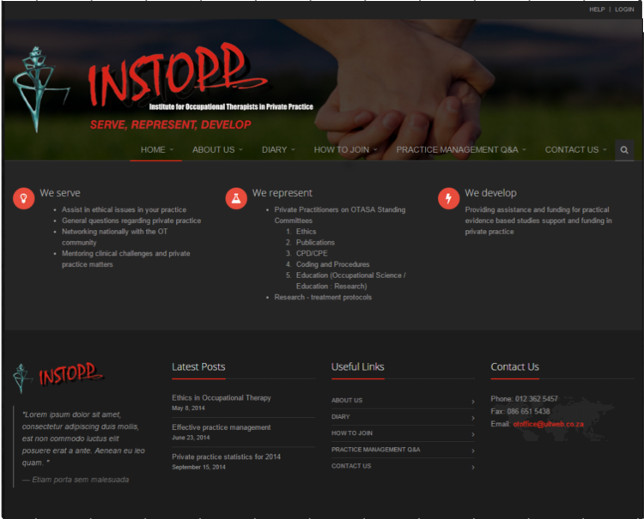 HELP | LOGIN
INSTOPP
Institute for Occupational Therapists in Private Practice
SERVE, REPRESENT, DEVELOP
HOME ABOUT US DIARY HOW TO JOIN PRACTICE MANAGEMENT Q&A CONTACT US
We serve
• Assist in ethical issues in your practice
• General questions regarding private practice
• Networking nationally with the OT
community
• Mentoring clinical challenges and private
practice matters
We represent
• Private Practitioners on OTASA Standing
Committees
1. Ethics
2. Publications
3. CPD/CPE
4. Coding and Procedures
5. Education (Occupational Science /
Education : Research)
• Research - treatment protocols
We develop
Providing assistance and funding for practical
evidence based studies support and funding in
private practice
INSTOPP
"Lorem ipsum dolor sit amet,
consectetur adipiscing duis mollis,
est non commodo luctus elit
posuere erat a ante. Aenean eu leo
quam. "
— Etiam porta sem malesuada
Latest Posts
Ethics in Occupational Therapy
May 8, 2014
Effective practice management
June 23, 2014
Private practice statistics for 2014
September 15, 2014
Useful Links
ABOUT US
DIARY
HOW TO JOIN
PRACTICE MANAGEMENT Q&A
CONTACT US
Contact Us
Phone: 012 362 5457
Fax: 086 651 5438
Email: otoffice@uitweb.co.za